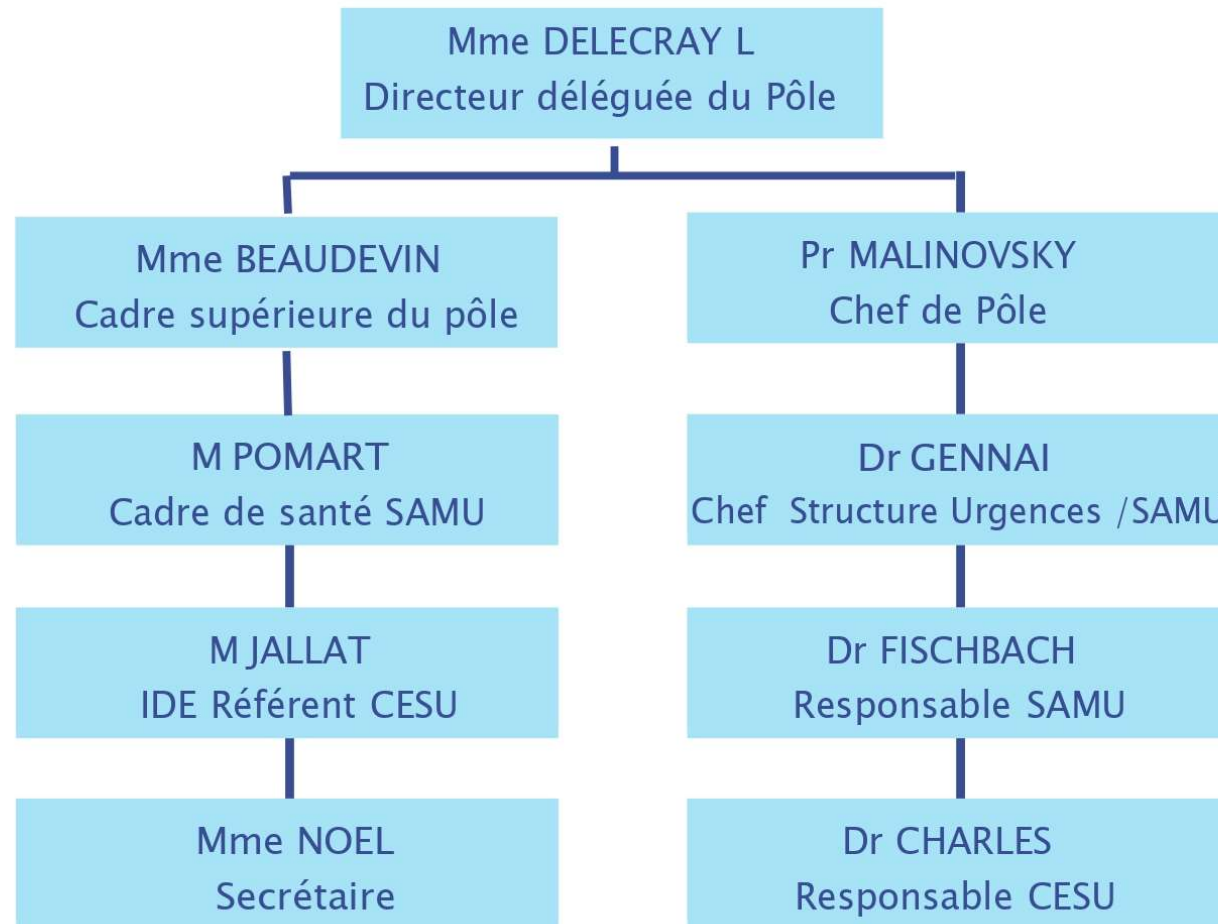 Mme DELECRAY L
Directeur déléguée du Pôle
Mme BEAUDEVIN
Cadre supérieure du pôle
Pr MALINOVSKY
Chef de Pôle
M POMART
Cadre de santé SAMU
Dr GENNAI
Chef Structure Urgences /SAMU
M JALLAT
IDE Référent CESU
Dr FISCHBACH
Responsable SAMU
Mme NOEL
Secrétaire
Dr CHARLES
Responsable CESU